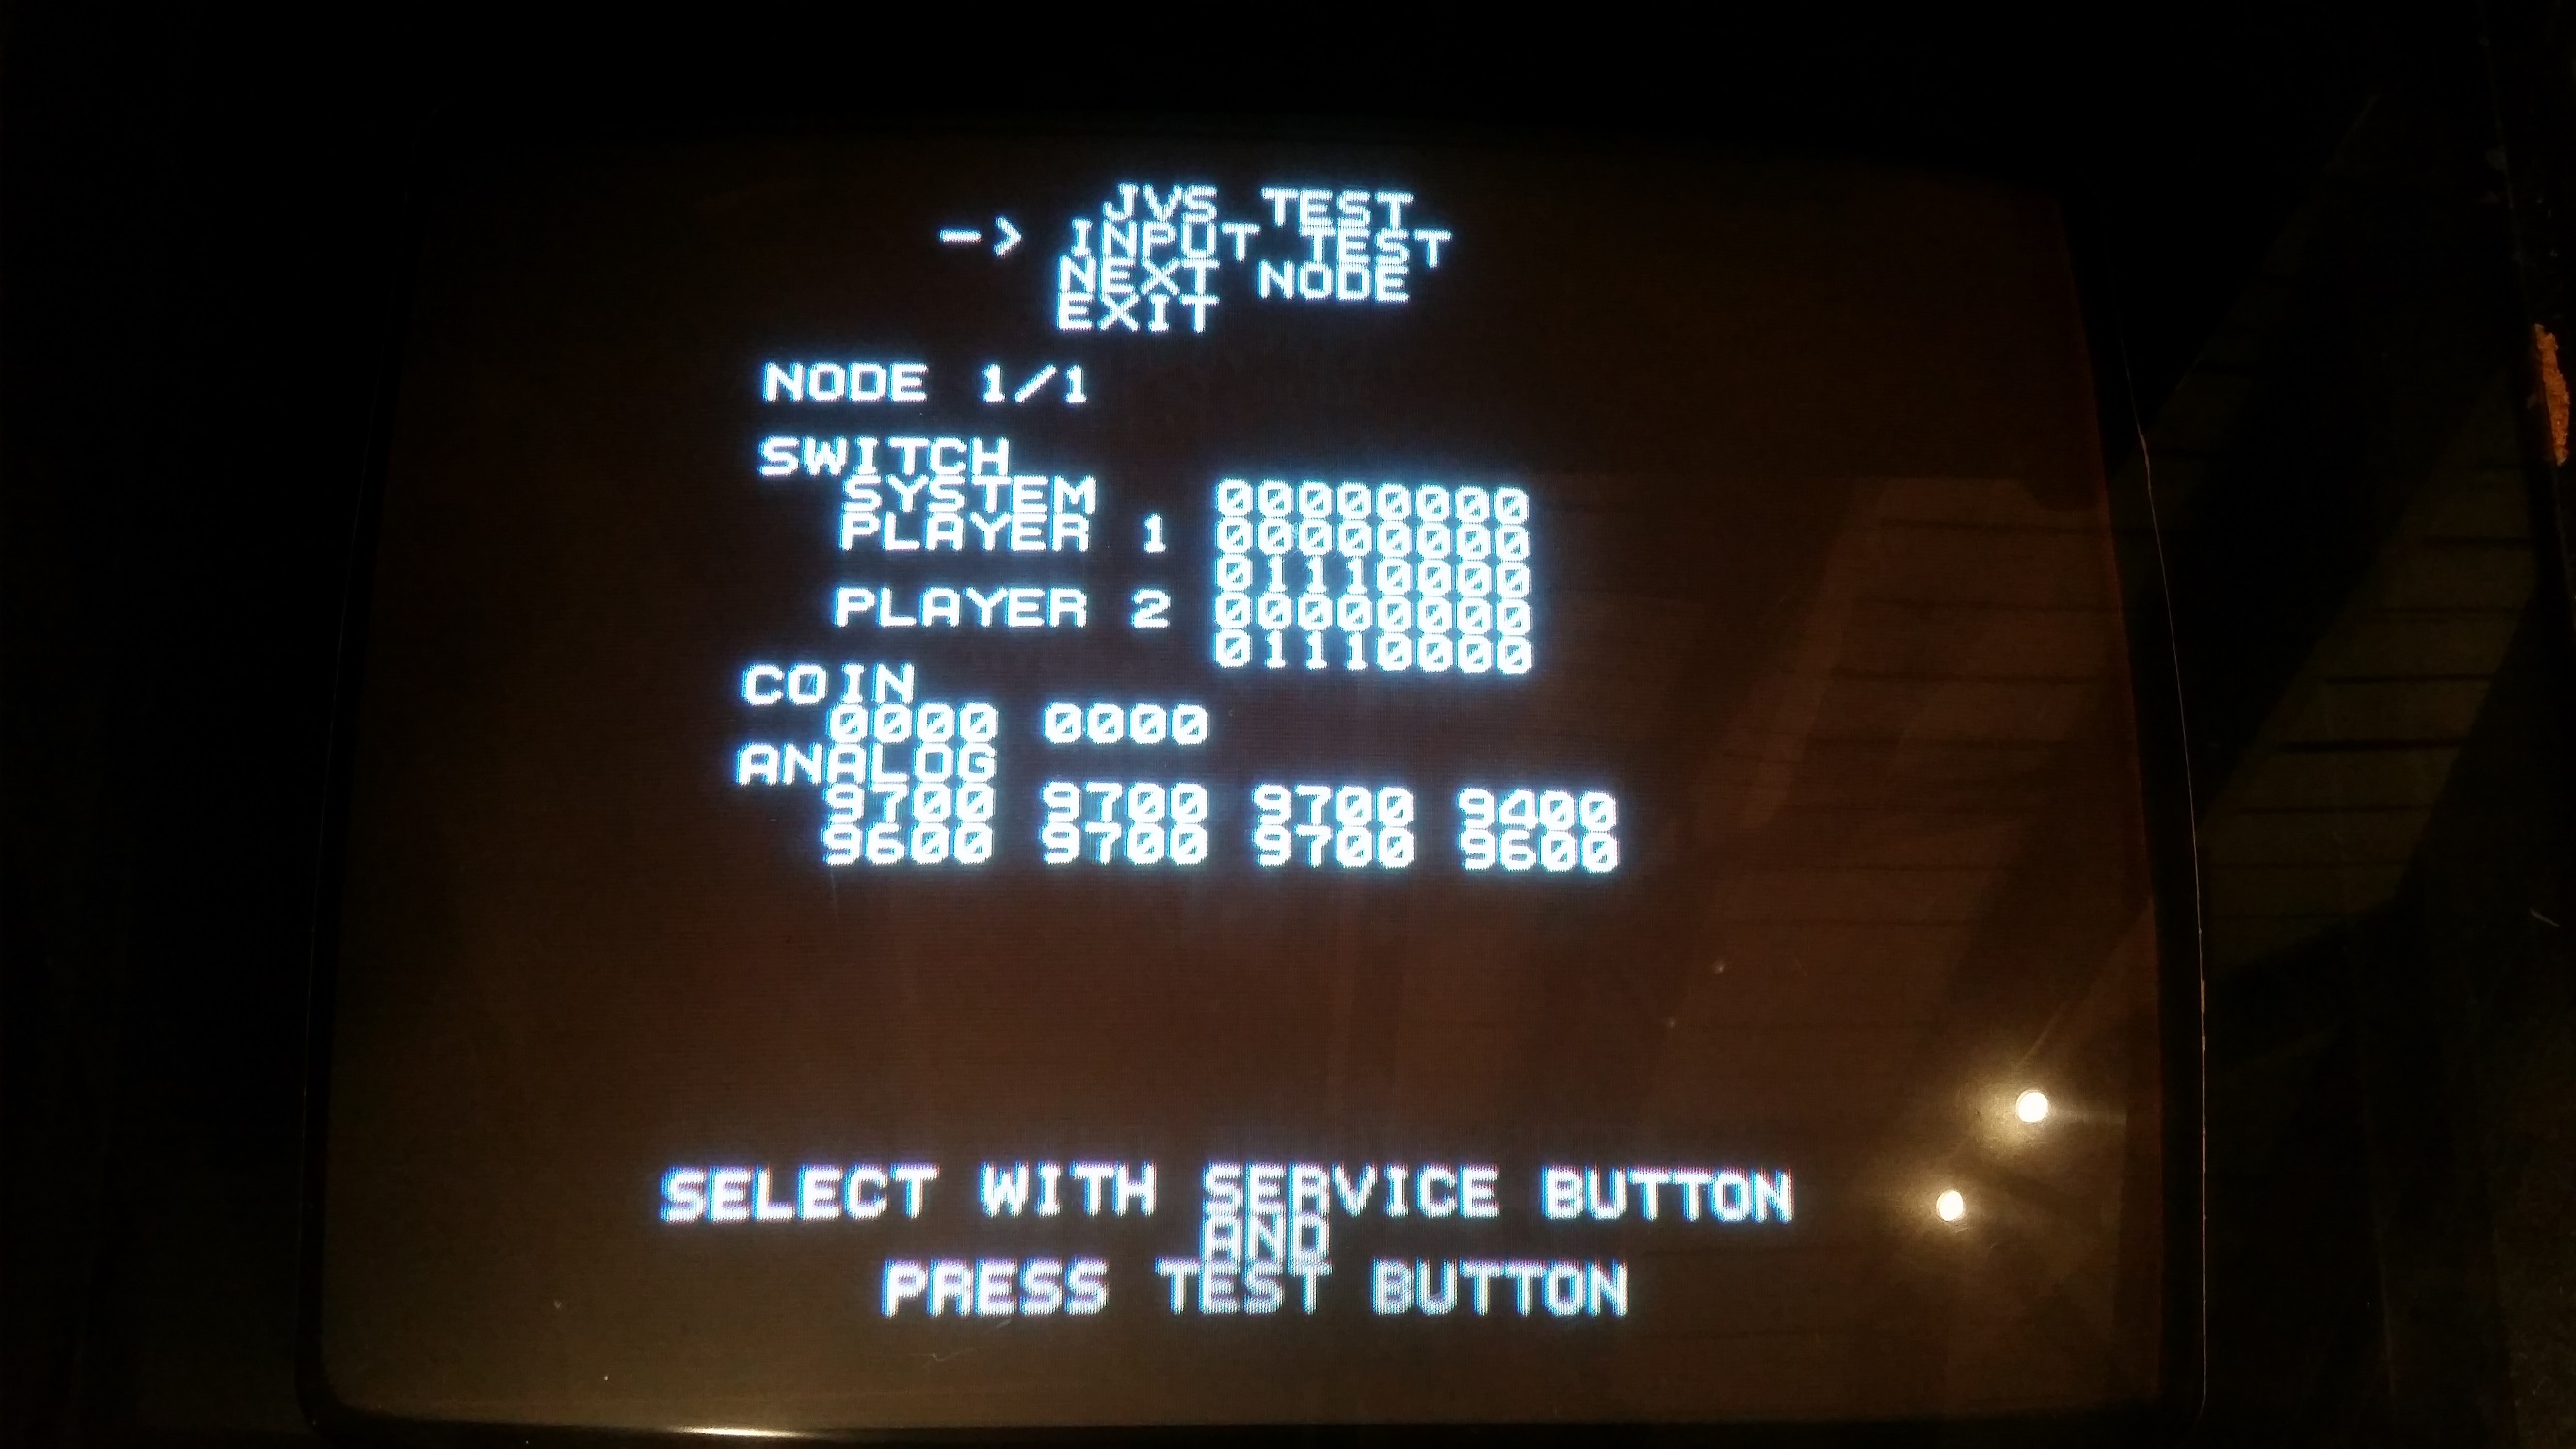 JVS TEST
-> INPUT TEST
NEXT NODE
EXIT
NODE 1/1
SWITCH
SYSTEM 00000000
PLAYER 1 00000000
01110000
PLAYER 2 00000000
01110000
COIN
0000 0000
ANALOG
9700 9700 9700 9400
9600 9700 9700 9600
SELECT WITH SERVICE BUTTON
AND
PRESS TEST BUTTON